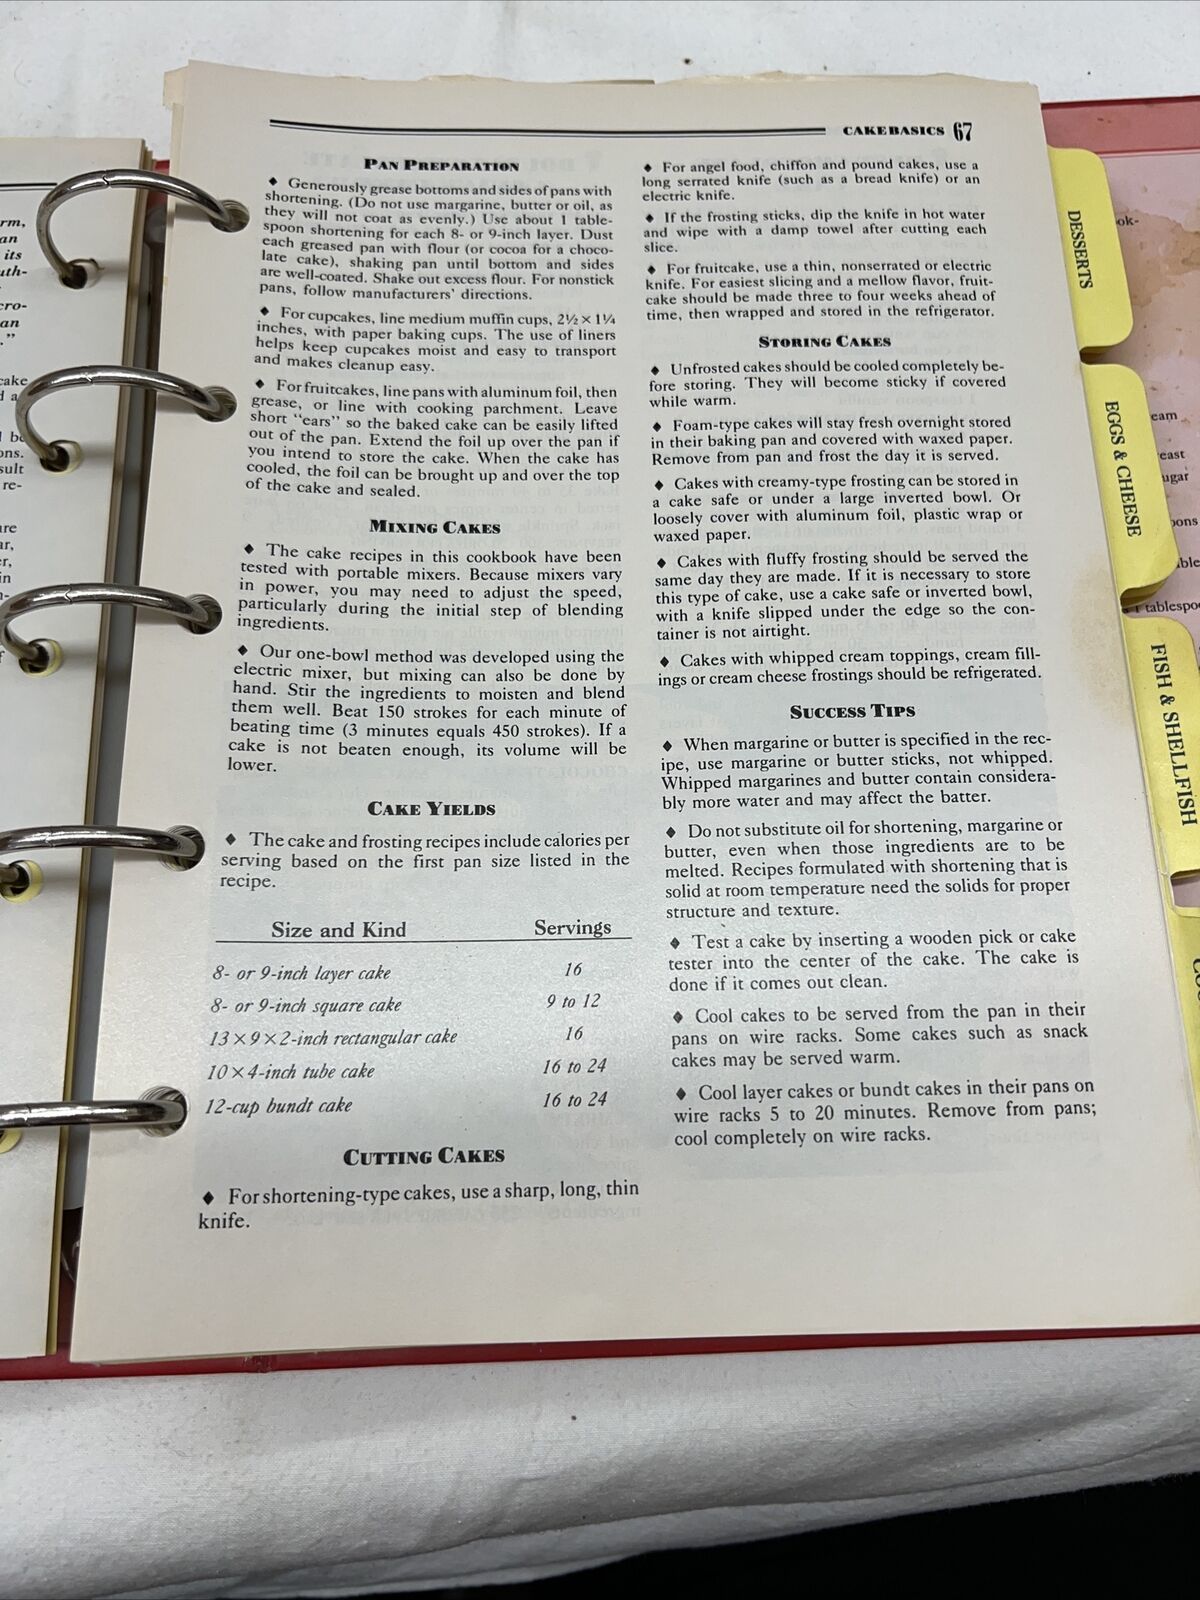 CAKE BASICS 67
PAN PREPARATION
♦ Generously grease bottoms and sides of pans with
shortening. (Do not use margarine, butter or oil, as
they will not coat as evenly.) Use about 1 table-
spoon shortening for each 8- or 9-inch layer. Dust
each greased pan with flour (or cocoa for a choco-
late cake), shaking pan until bottom and sides
are well-coated. Shake out excess flour. For nonstick
pans, follow manufacturers' directions.
♦ For cupcakes, line medium muffin cups, 2½ × 1¼
inches, with paper baking cups. The use of liners
helps keep cupcakes moist and easy to transport
and makes cleanup easy.
♦ For fruitcakes, line pans with aluminum foil, then
grease, or line with cooking parchment. Leave
short "ears" so the baked cake can be easily lifted
out of the pan. Extend the foil up over the pan if
you intend to store the cake. When the cake has
cooled, the foil can be brought up and over the top
of the cake and sealed.
MIXING CAKES
♦ The cake recipes in this cookbook have been
tested with portable mixers. Because mixers vary
in power, you may need to adjust the speed,
particularly during the initial step of blending
ingredients.
♦ Our one-bowl method was developed using the
electric mixer, but mixing can also be done by
hand. Stir the ingredients to moisten and blend
them well. Beat 150 strokes for each minute of
beating time (3 minutes equals 450 strokes). If a
cake is not beaten enough, its volume will be
lower.
CAKE YIELDS
♦ The cake and frosting recipes include calories per
serving based on the first pan size listed in the
recipe.
Size and Kind Servings
8- or 9-inch layer cake 16
8- or 9-inch square cake 9 to 12
13 × 9 × 2-inch rectangular cake 16
10 × 4-inch tube cake 16 to 24
12-cup bundt cake 16 to 24
CUTTING CAKES
♦ For shortening-type cakes, use a sharp, long, thin
knife.
♦ For angel food, chiffon and pound cakes, use a
long serrated knife (such as a bread knife) or an
electric knife.
♦ If the frosting sticks, dip the knife in hot water
and wipe with a damp towel after cutting each
slice.
♦ For fruitcake, use a thin, nonserrated or electric
knife. For easiest slicing and a mellow flavor, fruit-
cake should be made three to four weeks ahead of
time, then wrapped and stored in the refrigerator.
STORING CAKES
♦ Unfrosted cakes should be cooled completely be-
fore storing. They will become sticky if covered
while warm.
♦ Foam-type cakes will stay fresh overnight stored
in their baking pan and covered with waxed paper.
Remove from pan and frost the day it is served.
♦ Cakes with creamy-type frosting can be stored in
a cake safe or under a large inverted bowl. Or
loosely cover with aluminum foil, plastic wrap or
waxed paper.
♦ Cakes with fluffy frosting should be served the
same day they are made. If it is necessary to store
this type of cake, use a cake safe or inverted bowl,
with a knife slipped under the edge so the con-
tainer is not airtight.
♦ Cakes with whipped cream toppings, cream fill-
ings or cream cheese frostings should be refrigerated.
SUCCESS TIPS
♦ When margarine or butter is specified in the rec-
ipe, use margarine or butter sticks, not whipped.
Whipped margarines and butter contain considera-
bly more water and may affect the batter.
♦ Do not substitute oil for shortening, margarine or
butter, even when those ingredients are to be
melted. Recipes formulated with shortening that is
solid at room temperature need the solids for proper
structure and texture.
♦ Test a cake by inserting a wooden pick or cake
tester into the center of the cake. The cake is
done if it comes out clean.
♦ Cool cakes to be served from the pan in their
pans on wire racks. Some cakes such as snack
cakes may be served warm.
♦ Cool layer cakes or bundt cakes in their pans on
wire racks 5 to 20 minutes. Remove from pans;
cool completely on wire racks.
DESSERTS
EGGS & CHEESE
FISH & SHELLFISH